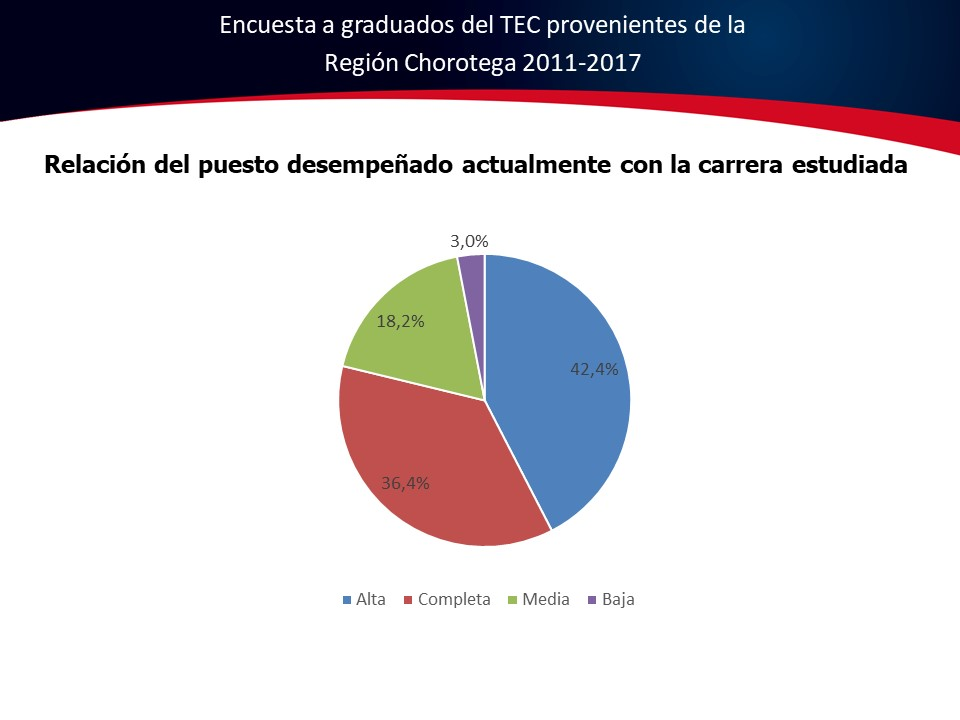 Encuesta a graduados del TEC provenientes de la
Región Chorotega 2011-2017
Relación del puesto desempeñado actualmente con la carrera estudiada
3,0%
18,2%
42,4%
36,4%
Alta Completa Media Baja